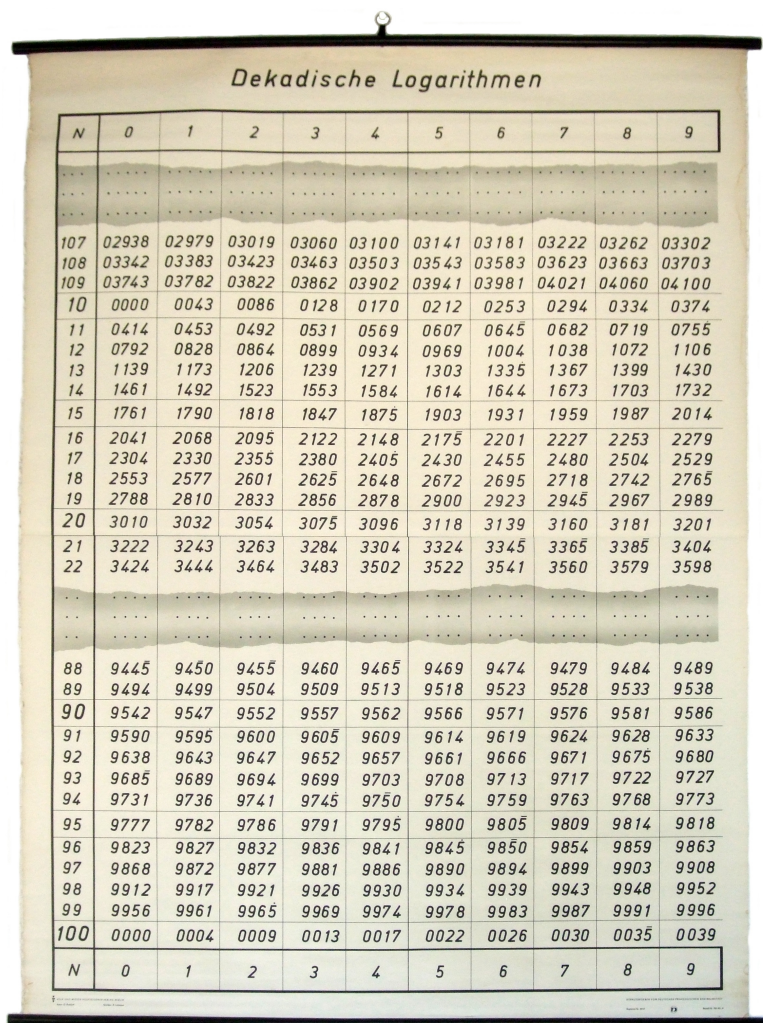 Dekadische Logarithmen
N 0 1 2 3 4 5 6 7 8 9
... ..... ..... ..... ..... ..... ..... ..... ..... ..... .....
... ..... ..... ..... ..... ..... ..... ..... ..... ..... .....
... ..... ..... ..... ..... ..... ..... ..... ..... ..... .....
107 02938 02979 03019 03060 03100 03141 03181 03222 03262 03302
108 03342 03383 03423 03463 03503 03543 03583 03623 03663 03703
109 03743 03782 03822 03862 03902 03941 03981 04021 04060 04100
10 0000 0043 0086 0128 0170 0212 0253 0294 0334 0374
11 0414 0453 0492 0531 0569 0607 0645 0682 0719 0755
12 0792 0828 0864 0899 0934 0969 1004 1038 1072 1106
13 1139 1173 1206 1239 1271 1303 1335 1367 1399 1430
14 1461 1492 1523 1553 1584 1614 1644 1673 1703 1732
15 1761 1790 1818 1847 1875 1903 1931 1959 1987 2014
16 2041 2068 2095 2122 2148 2175 2201 2227 2253 2279
17 2304 2330 2355 2380 2405 2430 2455 2480 2504 2529
18 2553 2577 2601 2625 2648 2672 2695 2718 2742 2765
19 2788 2810 2833 2856 2878 2900 2923 2945 2967 2989
20 3010 3032 3054 3075 3096 3118 3139 3160 3181 3201
21 3222 3243 3263 3284 3304 3324 3345 3365 3385 3404
22 3424 3444 3464 3483 3502 3522 3541 3560 3579 3598
.. .... .... .... .... .... .... .... .... .... ....
.. .... .... .... .... .... .... .... .... .... ....
.. .... .... .... .... .... .... .... .... .... ....
88 9445 9450 9455 9460 9465 9469 9474 9479 9484 9489
89 9494 9499 9504 9509 9513 9518 9523 9528 9533 9538
90 9542 9547 9552 9557 9562 9566 9571 9576 9581 9586
91 9590 9595 9600 9605 9609 9614 9619 9624 9628 9633
92 9638 9643 9647 9652 9657 9661 9666 9671 9675 9680
93 9685 9689 9694 9699 9703 9708 9713 9717 9722 9727
94 9731 9736 9741 9745 9750 9754 9759 9763 9768 9773
95 9777 9782 9786 9791 9795 9800 9805 9809 9814 9818
96 9823 9827 9832 9836 9841 9845 9850 9854 9859 9863
97 9868 9872 9877 9881 9886 9890 9894 9899 9903 9908
98 9912 9917 9921 9926 9930 9934 9939 9943 9948 9952
99 9956 9961 9965 9969 9974 9978 9983 9987 9991 9996
100 0000 0004 0009 0013 0017 0022 0026 0030 0035 0039
N 0 1 2 3 4 5 6 7 8 9